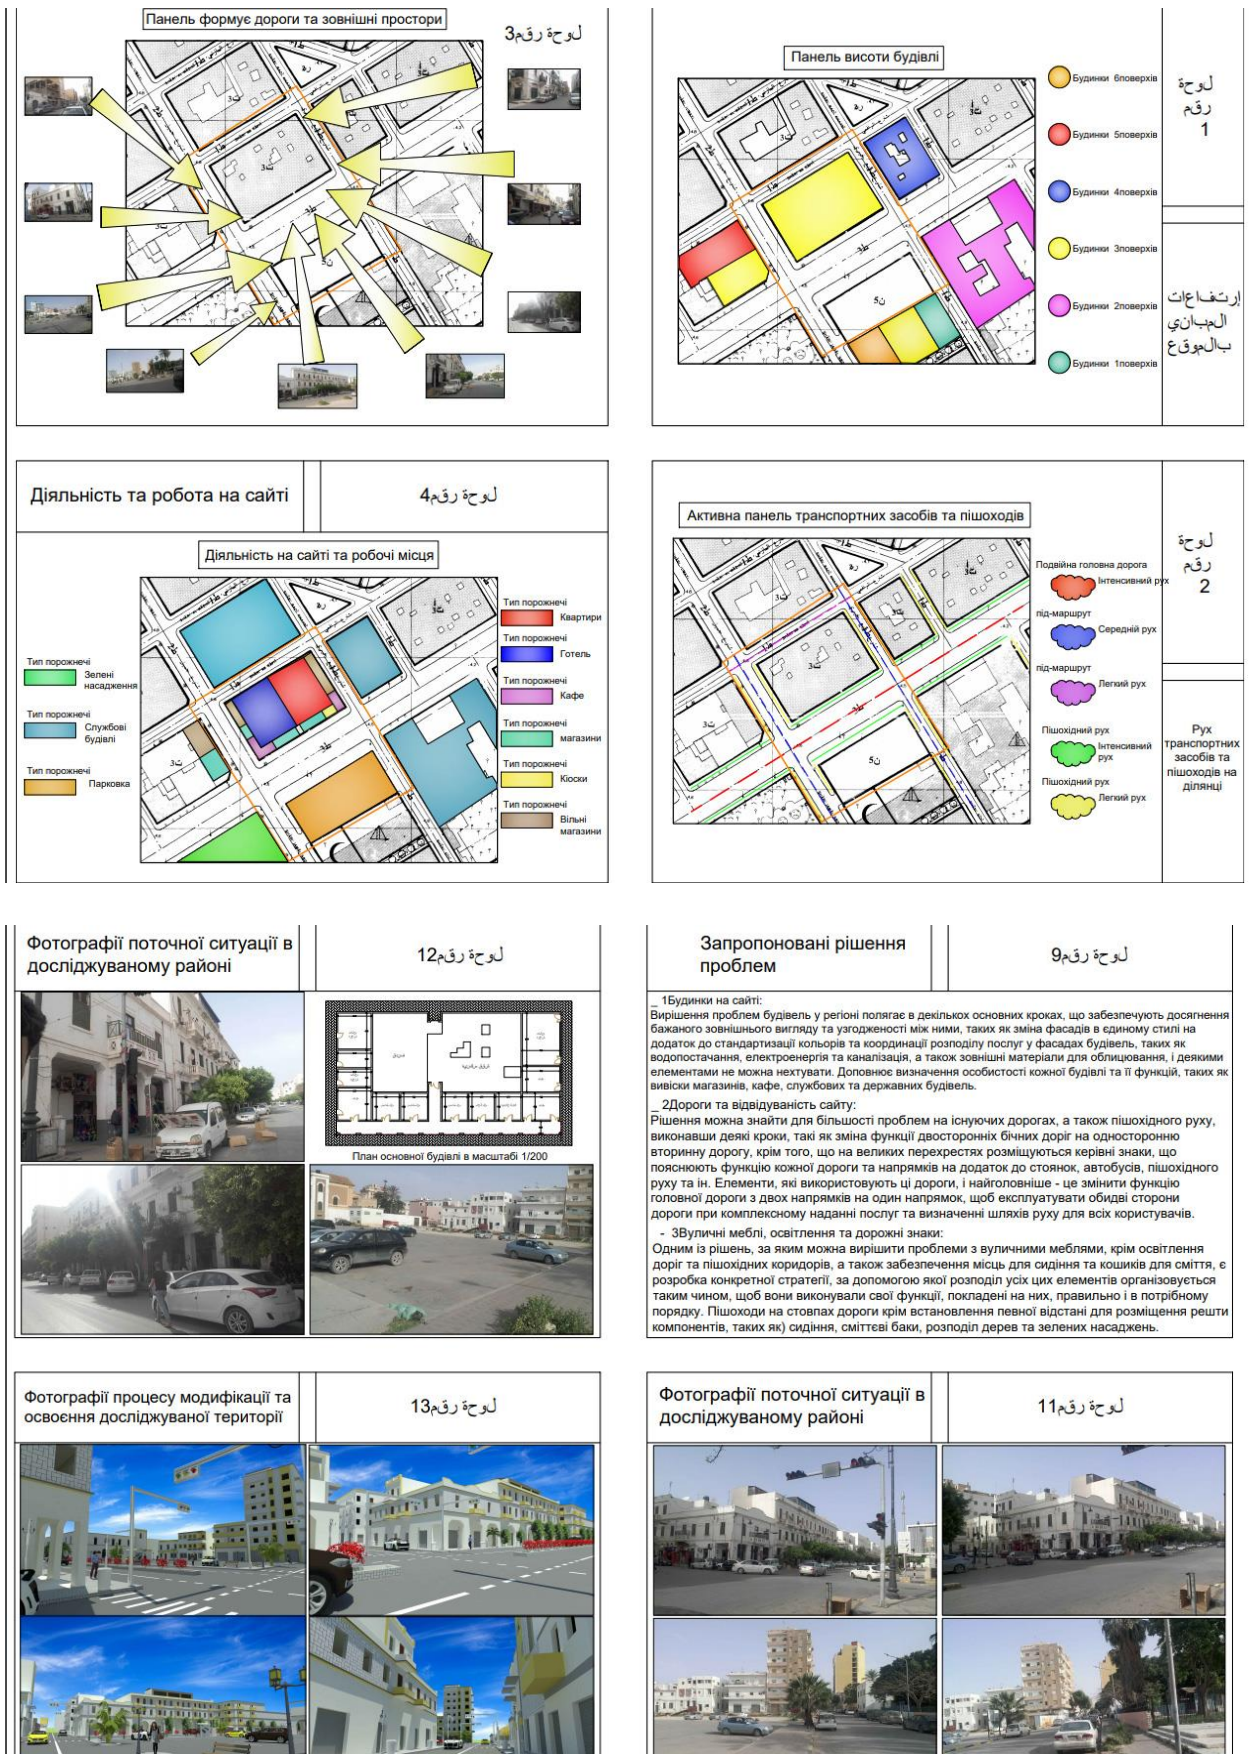 Панель формує дороги та зовнішні простори
لوحة رقم3
Панель висоти будівлі
Будинки 6поверхів
Будинки 5поверхів
Будинки 4поверхів
Будинки 3поверхів
Будинки 2поверхів
Будинки 1поверхів
لوحة
رقم
1
إرتفاعات
المباني
بالموقع
Діяльність та робота на сайті
لوحة رقم4
Діяльність на сайті та робочі місця
Тип порожнечі
Зелені
насадження
Тип порожнечі
Службові
будівлі
Тип порожнечі
Парковка
Тип порожнечі
Квартири
Тип порожнечі
Готель
Тип порожнечі
Кафе
Тип порожнечі
магазини
Тип порожнечі
Кіоски
Тип порожнечі
Вільні
магазини
Активна панель транспортних засобів та пішоходів
Подвійна головна дорога
Інтенсивний рух
під-маршрут
Середній рух
під-маршрут
Легкий рух
Пішохідний рух
Інтенсивний
рух
Пішохідний рух
Легкий рух
لوحة
رقم
2
Рух
транспортних
засобів та
пішоходів на
ділянці
Фотографії поточної ситуації в
досліджуваному районі
لوحة رقم12
План основної будівлі в масштабі 1/200
Запропоновані рішення
проблем
لوحة رقم9
_ 1Будинки на сайті:
Вирішення проблем будівель у регіоні полягає в декількох основних кроках, що забезпечують досягнення
бажаного зовнішнього вигляду та узгодженості між ними, таких як зміна фасадів в єдиному стилі на
додаток до стандартизації кольорів та координації розподілу послуг у фасадах будівель, таких як
водопостачання, електроенергія та каналізація, а також зовнішні матеріали для облицювання, і деякими
елементами не можна нехтувати. Доповнює визначення особистості кожної будівлі та її функцій, таких як
вивіски магазинів, кафе, службових та державних будівель.
_ 2Дороги та відвідуваність сайту:
Рішення можна знайти для більшості проблем на існуючих дорогах, а також пішохідного руху,
виконавши деякі кроки, такі як зміна функції двосторонніх бічних доріг на односторонню
вторинну дорогу, крім того, що на великих перехрестях розміщуються керівні знаки, що
пояснюють функцію кожної дороги та напрямків на додаток до стоянок, автобусів, пішохідного
руху та ін. Елементи, які використовують ці дороги, і найголовніше - це змінити функцію
головної дороги з двох напрямків на один напрямок, щоб експлуатувати обидві сторони
дороги при комплексному наданні послуг та визначенні шляхів руху для всіх користувачів.
- 3Вуличні меблі, освітлення та дорожні знаки:
Одним із рішень, за яким можна вирішити проблеми з вуличними меблями, крім освітлення
доріг та пішохідних коридорів, а також забезпечення місць для сидіння та кошиків для сміття, є
розробка конкретної стратегії, за допомогою якої розподіл усіх цих елементів організовується
таким чином, щоб вони виконували свої функції, покладені на них, правильно і в потрібному
порядку. Пішоходи на стовпах дороги крім встановлення певної відстані для розміщення решти
компонентів, таких як) сидіння, сміттєві баки, розподіл дерев та зелених насаджень.
Фотографії процесу модифікації та
освоєння досліджуваної території
لوحة رقم13
Фотографії поточної ситуації в
досліджуваному районі
لوحة رقم11